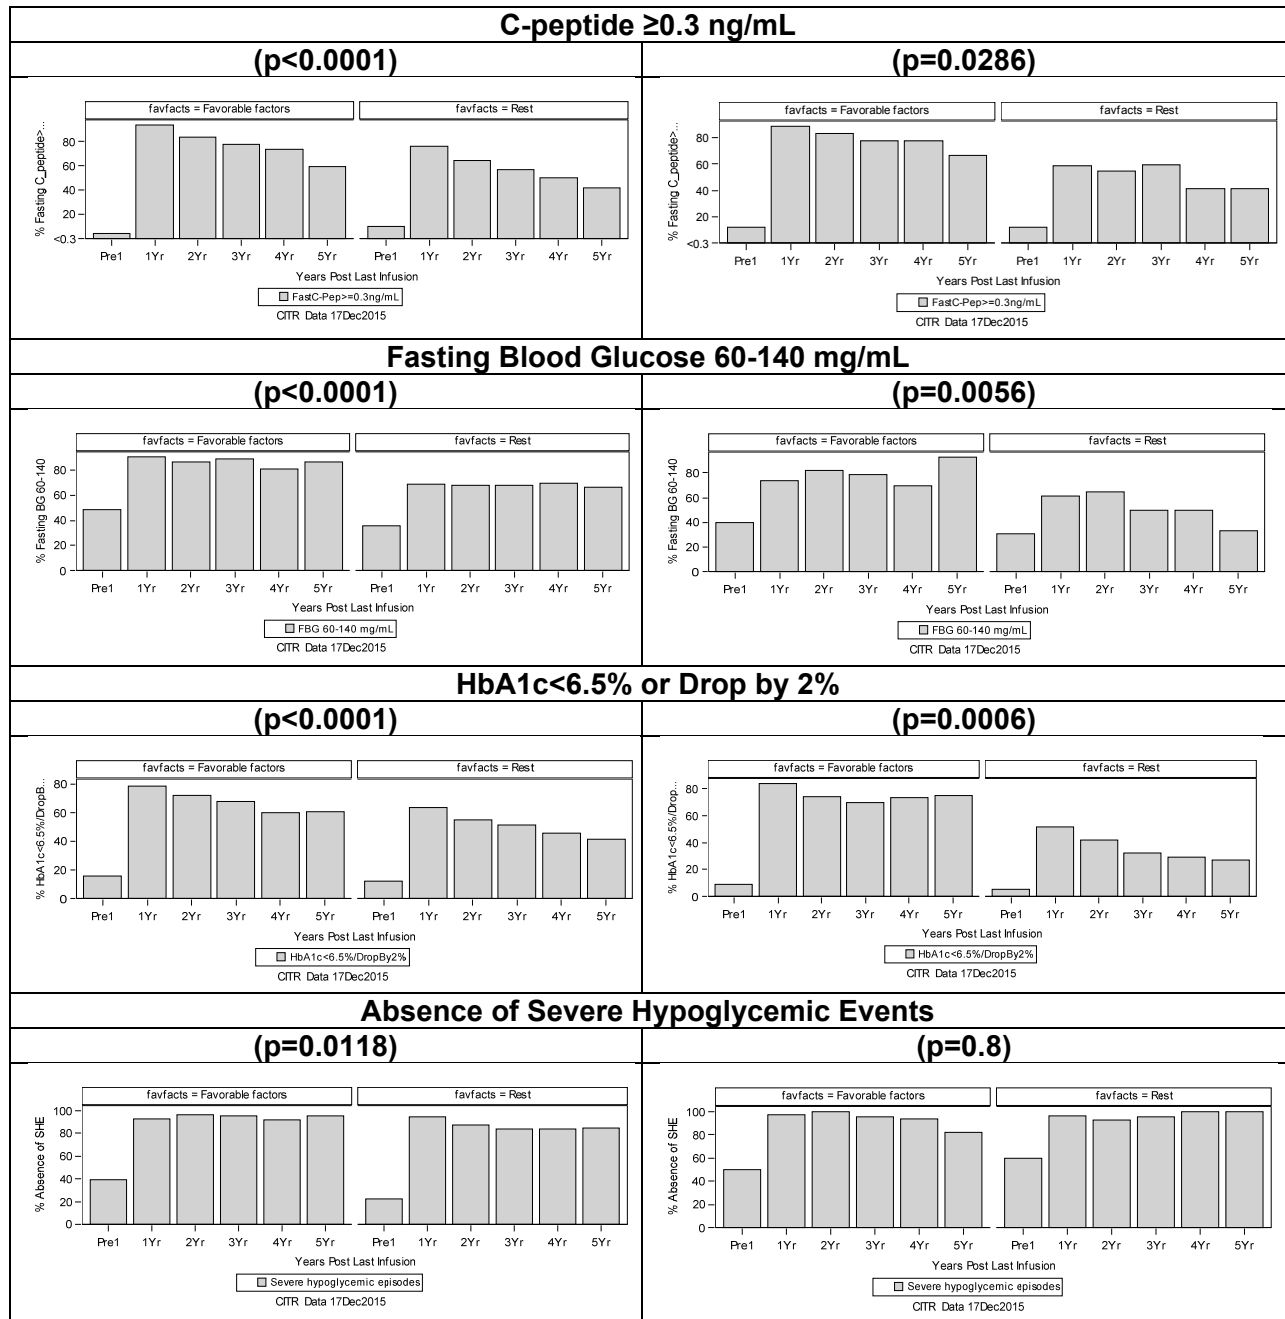 C-peptide ≥0.3 ng/mL
(p<0.0001)
(p=0.0286)
favfacts = Favorable factors
favfacts = Rest
% Fasting C_peptide>...
80
60
40
20
<0.3
Pre1 1Yr 2Yr 3Yr 4Yr 5Yr
Pre1 1Yr 2Yr 3Yr 4Yr 5Yr
Years Post Last Infusion
FastC-Pep>=0.3ng/mL
CITR Data 17Dec2015
favfacts = Favorable factors
favfacts = Rest
% Fasting C_peptide>...
80
60
40
20
<0.3
Pre1 1Yr 2Yr 3Yr 4Yr 5Yr
Pre1 1Yr 2Yr 3Yr 4Yr 5Yr
Years Post Last Infusion
FastC-Pep>=0.3ng/mL
CITR Data 17Dec2015
Fasting Blood Glucose 60-140 mg/mL
(p<0.0001)
(p=0.0056)
favfacts = Favorable factors
favfacts = Rest
% Fasting BG 60-140
80
60
40
20
0
Pre1 1Yr 2Yr 3Yr 4Yr 5Yr
Pre1 1Yr 2Yr 3Yr 4Yr 5Yr
Years Post Last Infusion
FBG 60-140 mg/mL
CITR Data 17Dec2015
favfacts = Favorable factors
favfacts = Rest
% Fasting BG 60-140
80
60
40
20
0
Pre1 1Yr 2Yr 3Yr 4Yr 5Yr
Pre1 1Yr 2Yr 3Yr 4Yr 5Yr
Years Post Last Infusion
FBG 60-140 mg/mL
CITR Data 17Dec2015
HbA1c<6.5% or Drop by 2%
(p<0.0001)
(p=0.0006)
favfacts = Favorable factors
favfacts = Rest
% HbA1c<6.5%/DropB...
80
60
40
20
0
Pre1 1Yr 2Yr 3Yr 4Yr 5Yr
Pre1 1Yr 2Yr 3Yr 4Yr 5Yr
Years Post Last Infusion
HbA1c<6.5%/DropBy2%
CITR Data 17Dec2015
favfacts = Favorable factors
favfacts = Rest
% HbA1c<6.5%/Drop...
80
60
40
20
0
Pre1 1Yr 2Yr 3Yr 4Yr 5Yr
Pre1 1Yr 2Yr 3Yr 4Yr 5Yr
Years Post Last Infusion
HbA1c<6.5%/DropBy2%
CITR Data 17Dec2015
Absence of Severe Hypoglycemic Events
(p=0.0118)
(p=0.8)
favfacts = Favorable factors
favfacts = Rest
% Absence of SHE
100
80
60
40
20
0
Pre1 1Yr 2Yr 3Yr 4Yr 5Yr
Pre1 1Yr 2Yr 3Yr 4Yr 5Yr
Years Post Last Infusion
Severe hypoglycemic episodes
CITR Data 17Dec2015
favfacts = Favorable factors
favfacts = Rest
% Absence of SHE
100
80
60
40
20
0
Pre1 1Yr 2Yr 3Yr 4Yr 5Yr
Pre1 1Yr 2Yr 3Yr 4Yr 5Yr
Years Post Last Infusion
Severe hypoglycemic episodes
CITR Data 17Dec2015